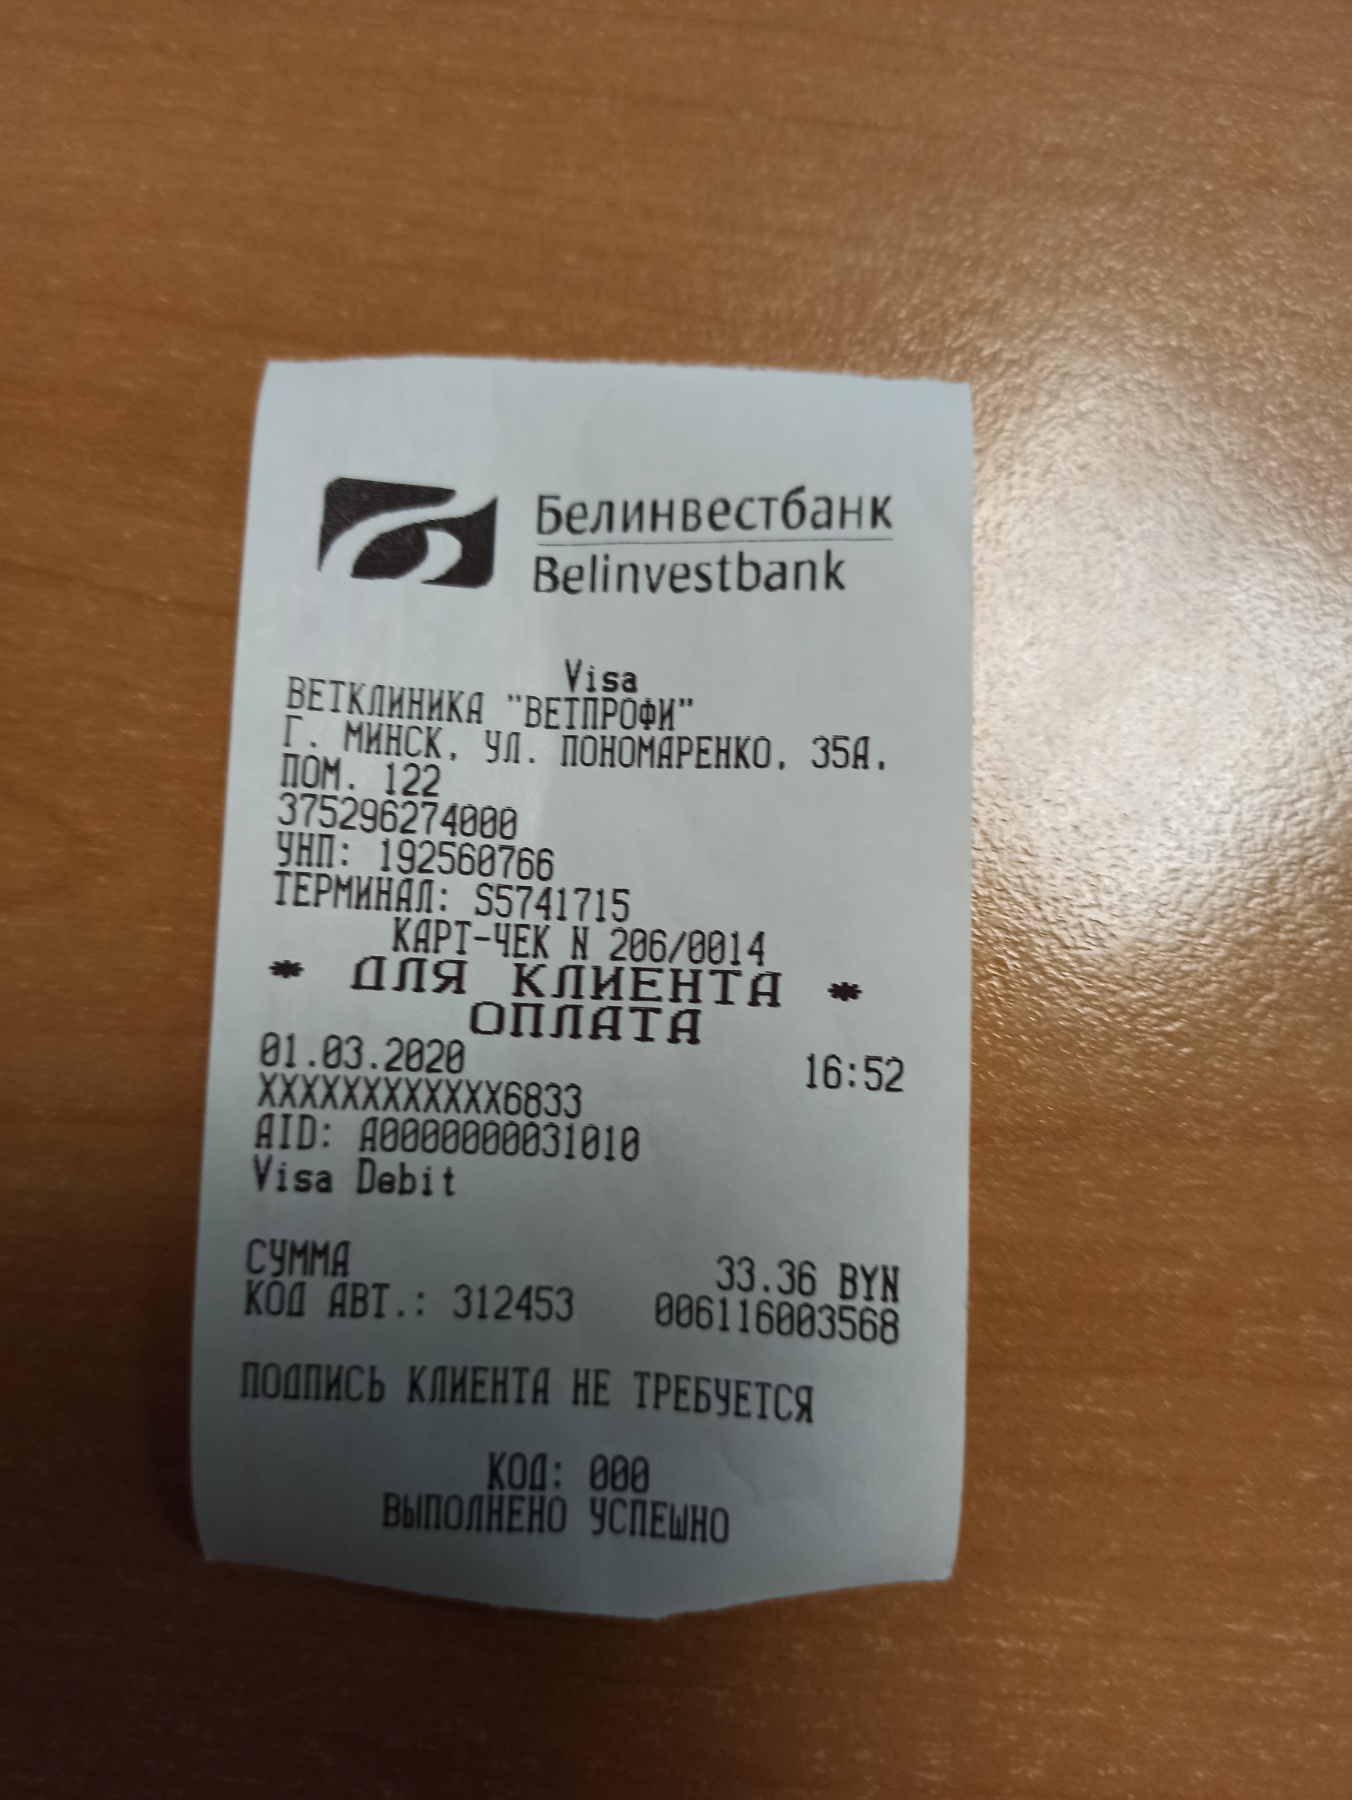 Белинвестбанк
Belinvestbank
Visa
ВЕТКЛИНИКА "ВЕТПРОФИ"
Г. МИНСК, УЛ. ПОНОМАРЕНКО, 35А,
ПОМ. 122
375296274000
УНП: 192560766
ТЕРМИНАЛ: S5741715
КАРТ-ЧЕК N 206/0014
* ДЛЯ КЛИЕНТА *
ОПЛАТА
01.03.2020 16:52
XXXXXXXXXXXX6833
AID: A0000000031010
Visa Debit
СУММА 33.36 BYN
КОД АВТ.: 312453 006116003568
ПОДПИСЬ КЛИЕНТА НЕ ТРЕБУЕТСЯ
КОД: 000
ВЫПОЛНЕНО УСПЕШНО